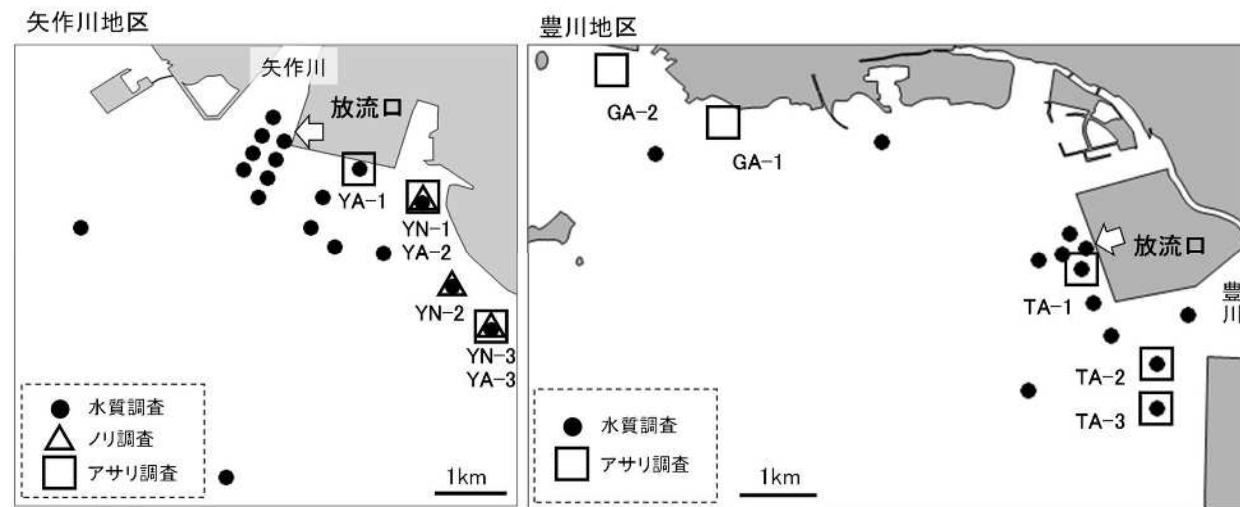 矢作川地区
矢作川
放流口
YA-1
YN-1
YA-2
YN-2
YN-3
YA-3
水質調査
ノリ調査
アサリ調査
1km
豊川地区
GA-2
GA-1
放流口
TA-1
豊
川
TA-2
TA-3
水質調査
アサリ調査
1km